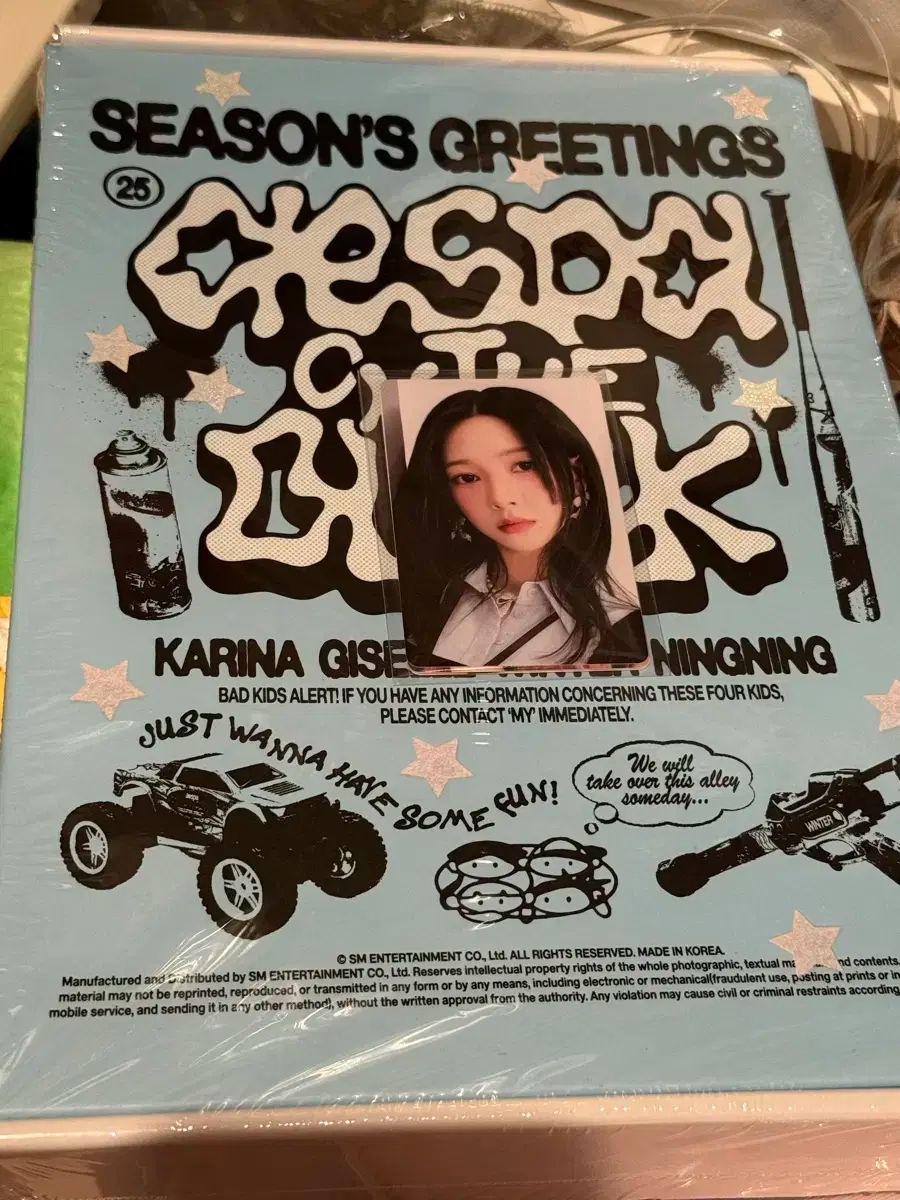 SEASON'S GREETINGS
25
aespa
KARINA GISE NINGNING
BAD KIDS ALERT! IF YOU HAVE ANY INFORMATION CONCERNING THESE FOUR KIDS,
PLEASE CONTACT 'MY' IMMEDIATELY.
JUST WANNA HAVE SOME FUN!
We will
take over this alley
someday...
WINTER
© SM ENTERTAINMENT CO., Ltd. ALL RIGHTS RESERVED. MADE IN KOREA.
Manufactured and Distributed by SM ENTERTAINMENT CO., Ltd. Reserves intellectual property rights of the whole photographic, textual nd contents.
material may not be reprinted, reproduced, or transmitted in any form or by any means, including electronic or mechanical(fraudulent use, posting at prints or in
mobile service, and sending it in any other method), without the written approval from the authority. Any violation may cause civil or criminal restraints according